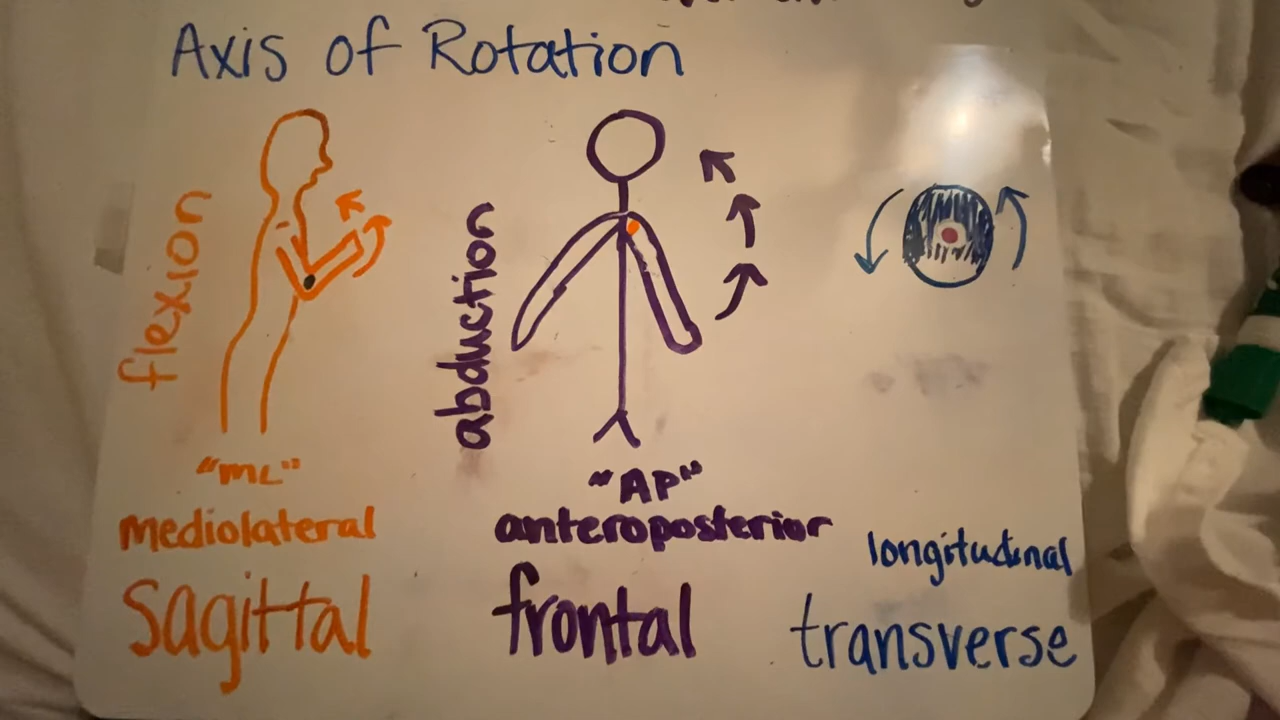 Axis of Rotation
flexion
"ML"
mediolateral
sagittal
abduction
"AP"
anteroposterior
frontal
longitudinal
transverse